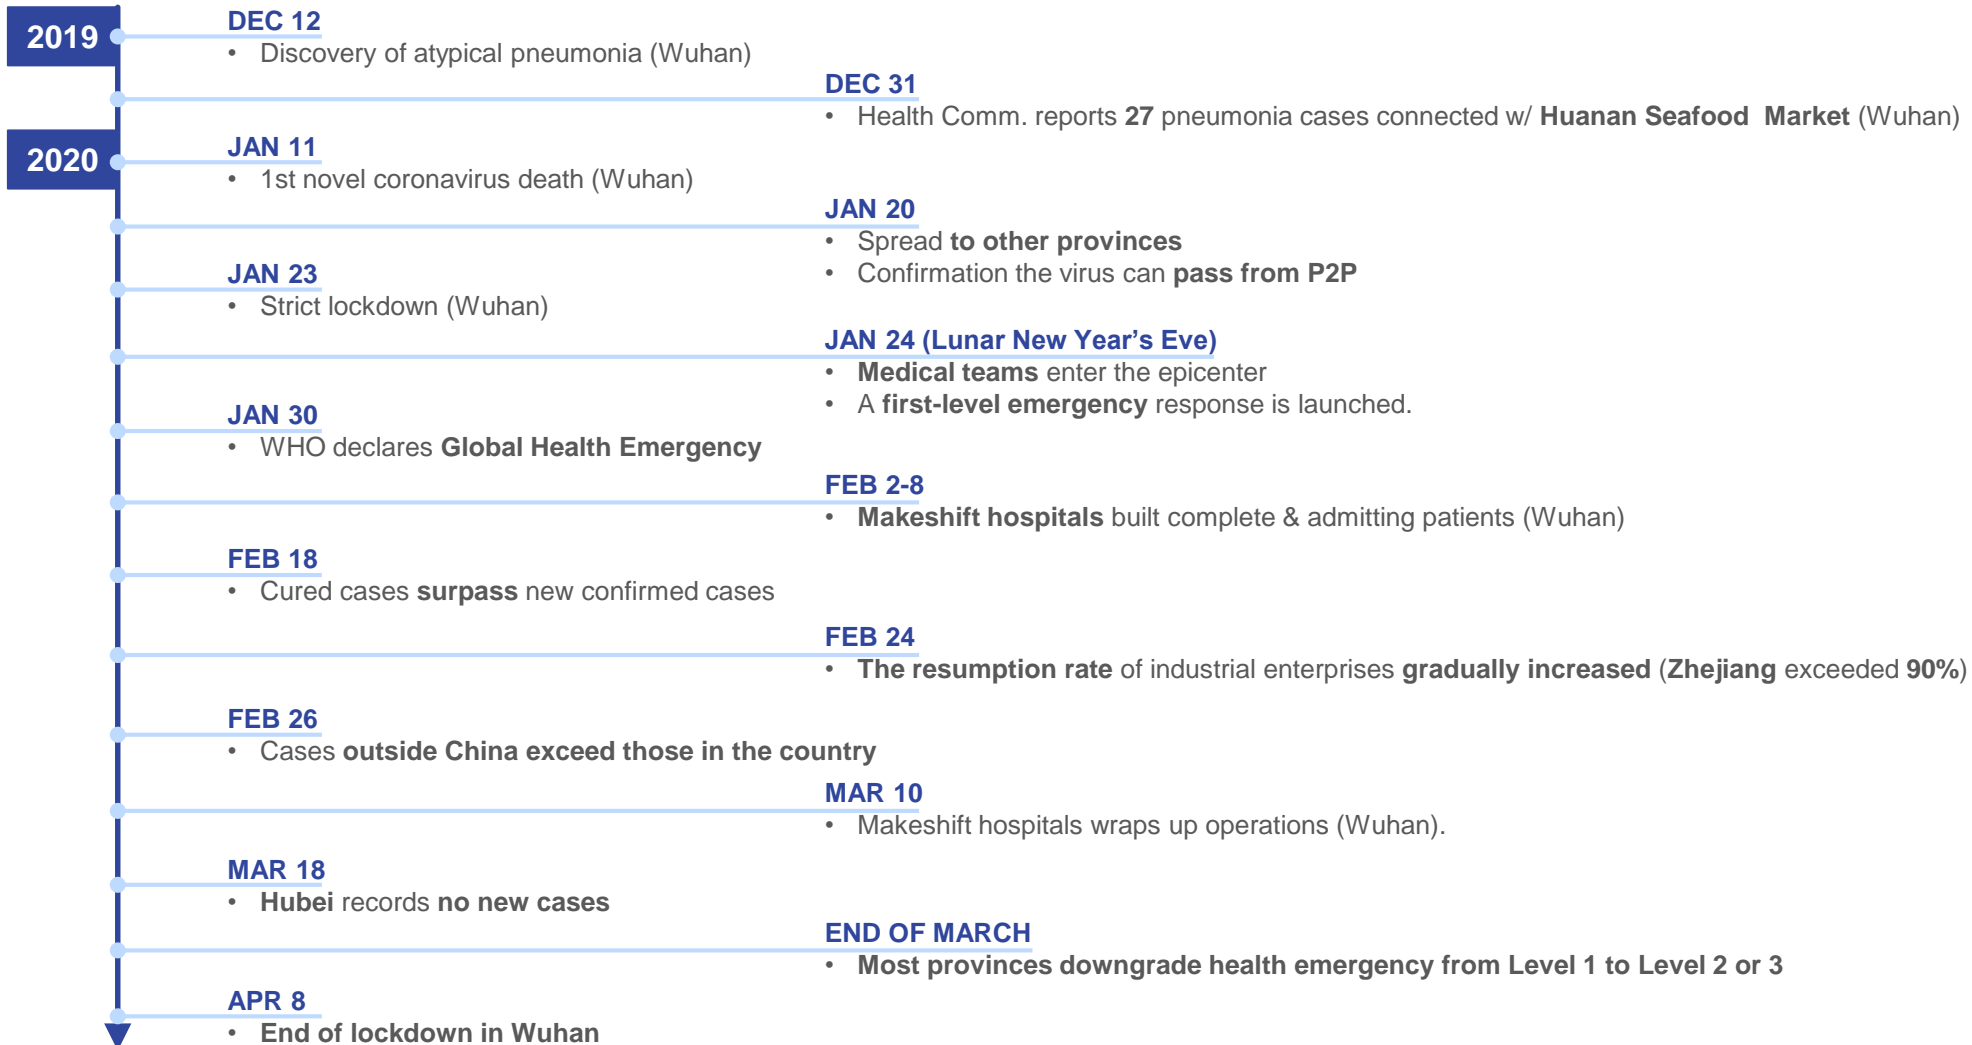 2019
DEC 12
• Discovery of atypical pneumonia (Wuhan)
DEC 31
• Health Comm. reports 27 pneumonia cases connected w/ Huanan Seafood  Market (Wuhan)
2020
JAN 11
• 1st novel coronavirus death (Wuhan)
JAN 20
• Spread to other provinces
• Confirmation the virus can pass from P2P
JAN 23
• Strict lockdown (Wuhan)
JAN 24 (Lunar New Year’s Eve)
• Medical teams enter the epicenter
• A first-level emergency response is launched.
JAN 30
• WHO declares Global Health Emergency
FEB 2-8
• Makeshift hospitals built complete & admitting patients (Wuhan)
FEB 18
• Cured cases surpass new confirmed cases
FEB 24
• The resumption rate of industrial enterprises gradually increased (Zhejiang exceeded 90%)
FEB 26
• Cases outside China exceed those in the country
MAR 10
• Makeshift hospitals wraps up operations (Wuhan).
MAR 18
• Hubei records no new cases
END OF MARCH
• Most provinces downgrade health emergency from Level 1 to Level 2 or 3
APR 8
• End of lockdown in Wuhan